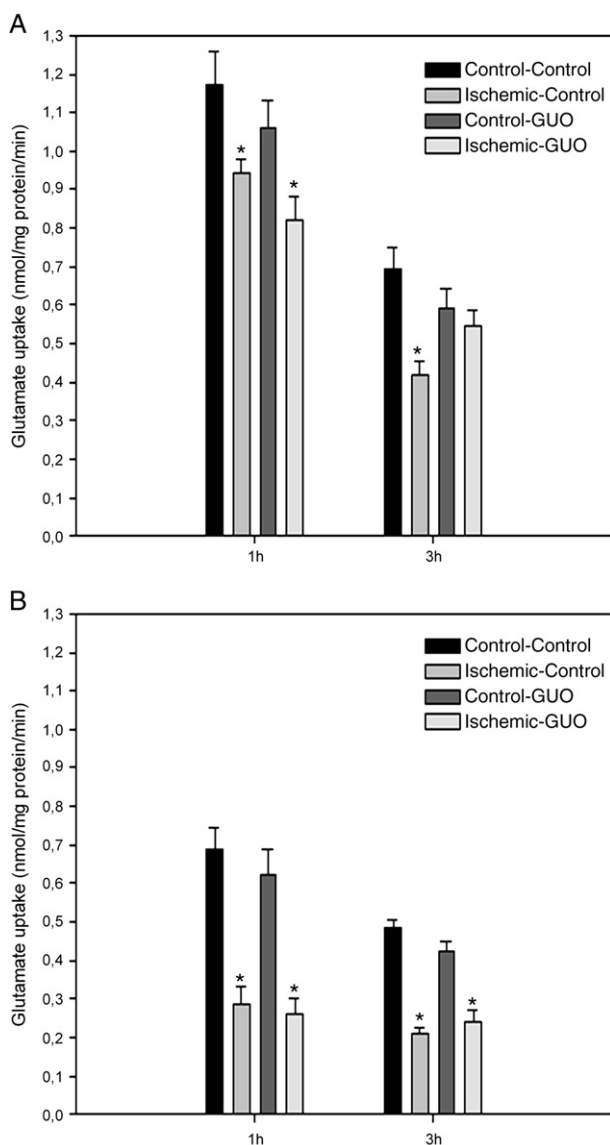 A
Glutamate uptake (nmol/mg protein/min)
1,3
1,2
1,1
1,0
0,9
0,8
0,7
0,6
0,5
0,4
0,3
0,2
0,1
0,0
Control-Control
Ischemic-Control
Control-GUO
Ischemic-GUO
*
*
*
1h
3h
B
Glutamate uptake (nmol/mg protein/min)
1,3
1,2
1,1
1,0
0,9
0,8
0,7
0,6
0,5
0,4
0,3
0,2
0,1
0,0
Control-Control
Ischemic-Control
Control-GUO
Ischemic-GUO
*
*
*
*
1h
3h